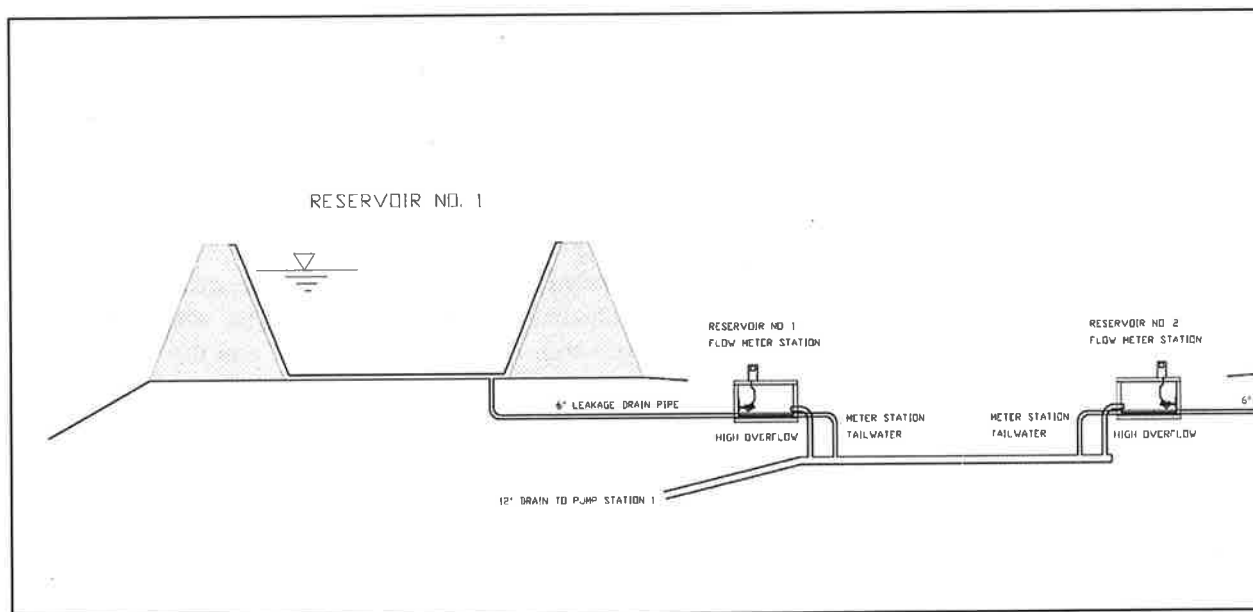 RESERVOIR NO. 1
RESERVOIR NO 1
FLOW METER STATION
RESERVOIR NO. 2
FLOW METER STATION
6" LEAKAGE DRAIN PIPE
METER STATION
TAILWATER
METER STATION
TAILWATER
6"
HIGH OVERFLOW
HIGH OVERFLOW
12" DRAIN TO PUMP STATION 1